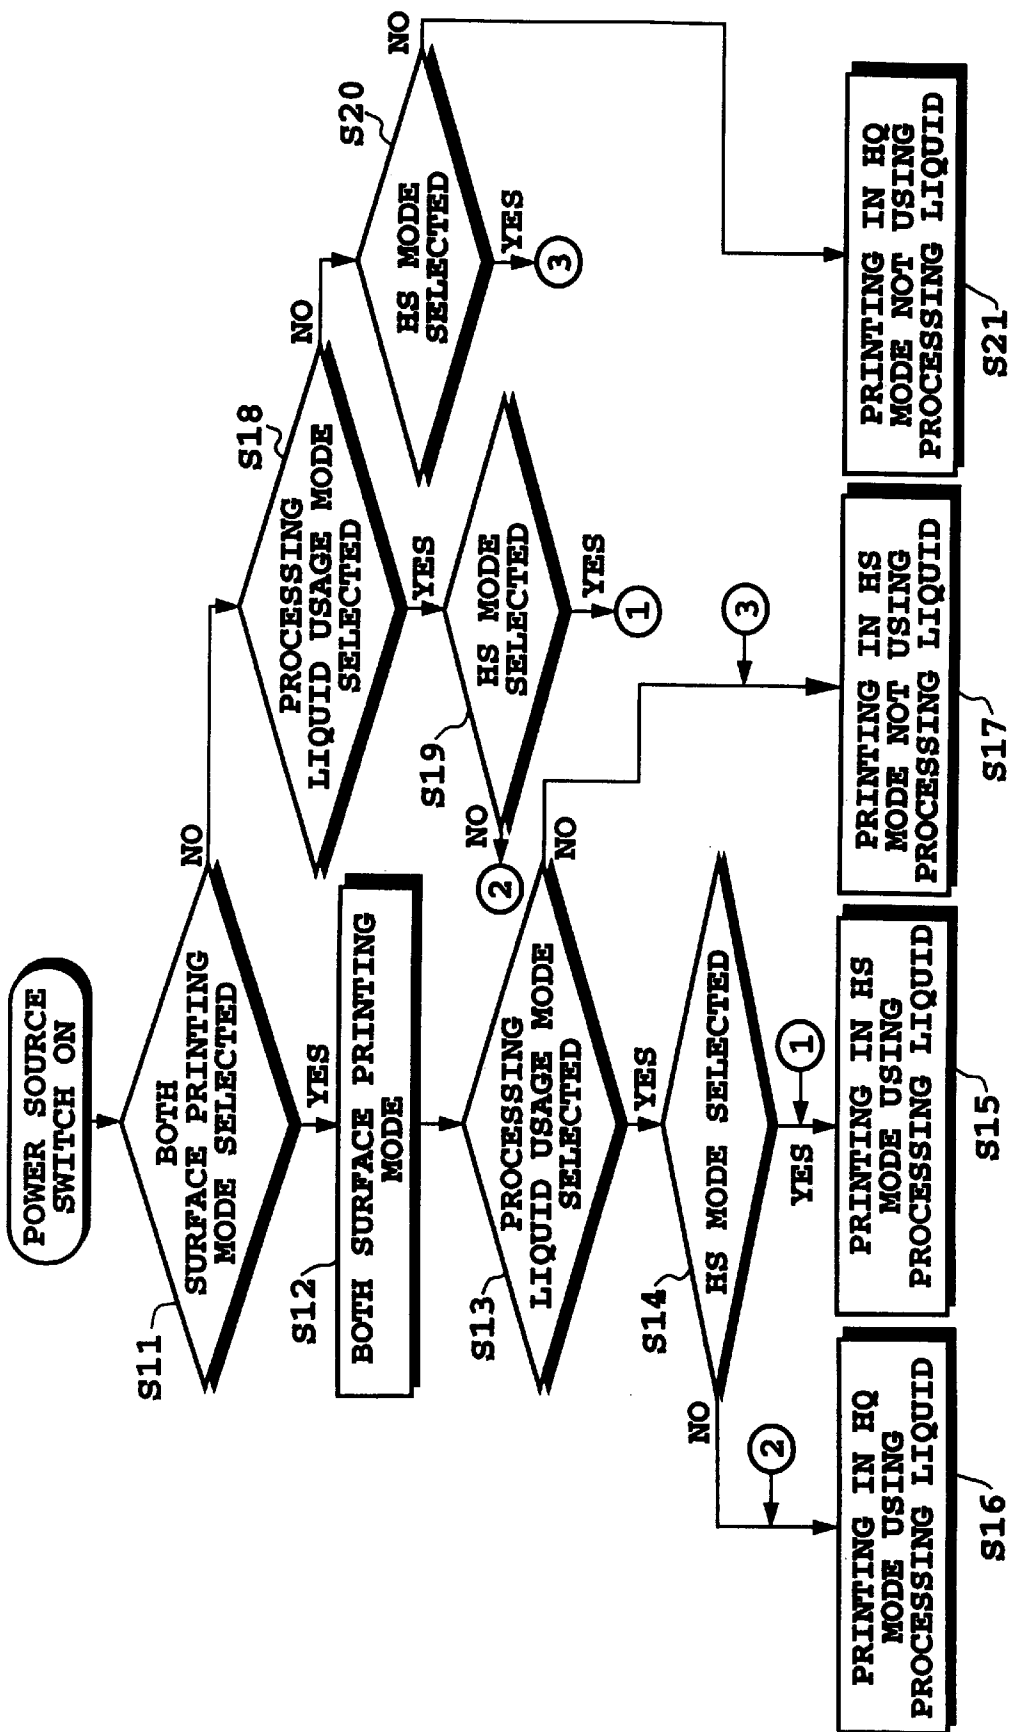 POWER SOURCE
SWITCH ON
S11
BOTH
SURFACE PRINTING
MODE SELECTED
NO
YES
S12
BOTH SURFACE PRINTING
MODE
S13
PROCESSING
LIQUID USAGE MODE
SELECTED
NO
YES
S14
HS MODE SELECTED
NO
YES
1
2
PRINTING IN HQ
MODE USING
PROCESSING LIQUID
S16
PRINTING IN HS
MODE USING
PROCESSING LIQUID
S15
S18
PROCESSING
LIQUID USAGE MODE
SELECTED
NO
YES
S19
HS MODE
SELECTED
NO
2
YES
1
3
PRINTING IN HS
MODE NOT USING
PROCESSING LIQUID
S17
S20
HS MODE
SELECTED
NO
YES
3
PRINTING IN HQ
MODE NOT USING
PROCESSING LIQUID
S21